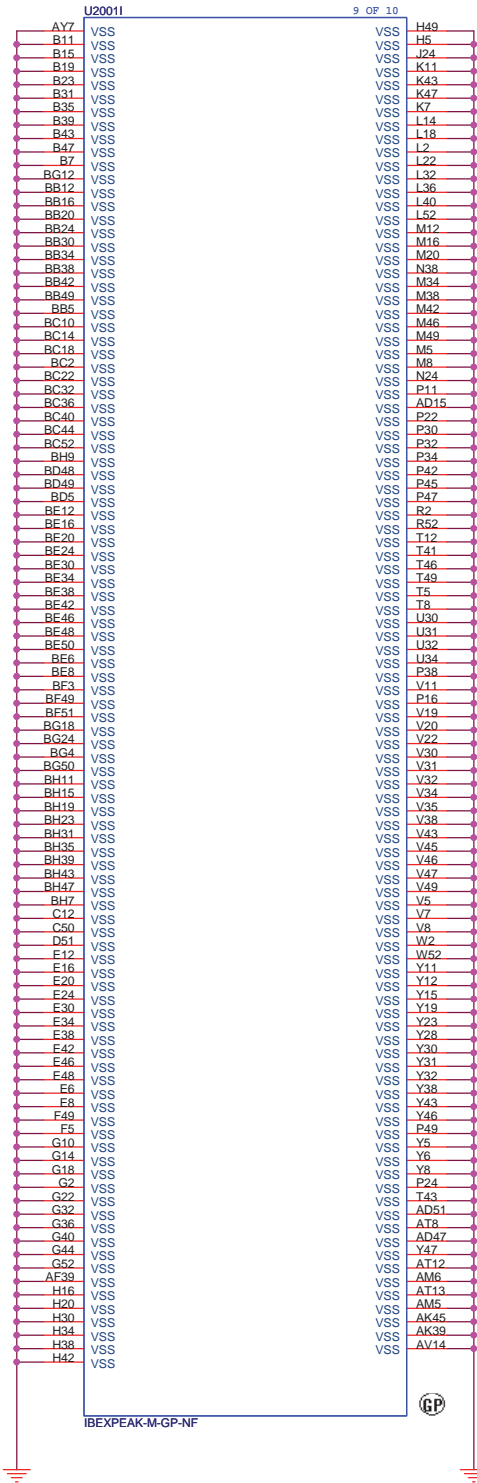 U2001I 9 OF 10
AY7 VSS VSS H49
B11 VSS VSS H5
B15 VSS VSS J24
B19 VSS VSS K11
B23 VSS VSS K43
B31 VSS VSS K47
B35 VSS VSS K7
B39 VSS VSS L14
B43 VSS VSS L18
B47 VSS VSS L2
B7 VSS VSS L22
BG12 VSS VSS L32
BB12 VSS VSS L36
BB16 VSS VSS L40
BB20 VSS VSS L52
BB24 VSS VSS M12
BB30 VSS VSS M16
BB34 VSS VSS M20
BB38 VSS VSS N38
BB42 VSS VSS M34
BB49 VSS VSS M38
BB5 VSS VSS M42
BC10 VSS VSS M46
BC14 VSS VSS M49
BC18 VSS VSS M5
BC2 VSS VSS M8
BC22 VSS VSS N24
BC32 VSS VSS P11
BC36 VSS VSS AD15
BC40 VSS VSS P22
BC44 VSS VSS P30
BC52 VSS VSS P32
BH9 VSS VSS P34
BD48 VSS VSS P42
BD49 VSS VSS P45
BD5 VSS VSS P47
BE12 VSS VSS R2
BE16 VSS VSS R52
BE20 VSS VSS T12
BE24 VSS VSS T41
BE30 VSS VSS T46
BE34 VSS VSS T49
BE38 VSS VSS T5
BE42 VSS VSS T8
BE46 VSS VSS U30
BE48 VSS VSS U31
BE50 VSS VSS U32
BE6 VSS VSS U34
BE8 VSS VSS P38
BF3 VSS VSS V11
BF49 VSS VSS P16
BF51 VSS VSS V19
BG18 VSS VSS V20
BG24 VSS VSS V22
BG4 VSS VSS V30
BG50 VSS VSS V31
BH11 VSS VSS V32
BH15 VSS VSS V34
BH19 VSS VSS V35
BH23 VSS VSS V38
BH31 VSS VSS V43
BH35 VSS VSS V45
BH39 VSS VSS V46
BH43 VSS VSS V47
BH47 VSS VSS V49
BH7 VSS VSS V5
C12 VSS VSS V7
C50 VSS VSS V8
D51 VSS VSS W2
E12 VSS VSS W52
E16 VSS VSS Y11
E20 VSS VSS Y12
E24 VSS VSS Y15
E30 VSS VSS Y19
E34 VSS VSS Y23
E38 VSS VSS Y28
E42 VSS VSS Y30
E46 VSS VSS Y31
E48 VSS VSS Y32
E6 VSS VSS Y38
E8 VSS VSS Y43
F49 VSS VSS Y46
F5 VSS VSS P49
G10 VSS VSS Y5
G14 VSS VSS Y6
G18 VSS VSS Y8
G2 VSS VSS P24
G22 VSS VSS T43
G32 VSS VSS AD51
G36 VSS VSS AT8
G40 VSS VSS AD47
G44 VSS VSS Y47
G52 VSS VSS AT12
AF39 VSS VSS AM6
H16 VSS VSS AT13
H20 VSS VSS AM5
H30 VSS VSS AK45
H34 VSS VSS AK39
H38 VSS VSS AV14
H42 VSS
GP
IBEXPEAK-M-GP-NF